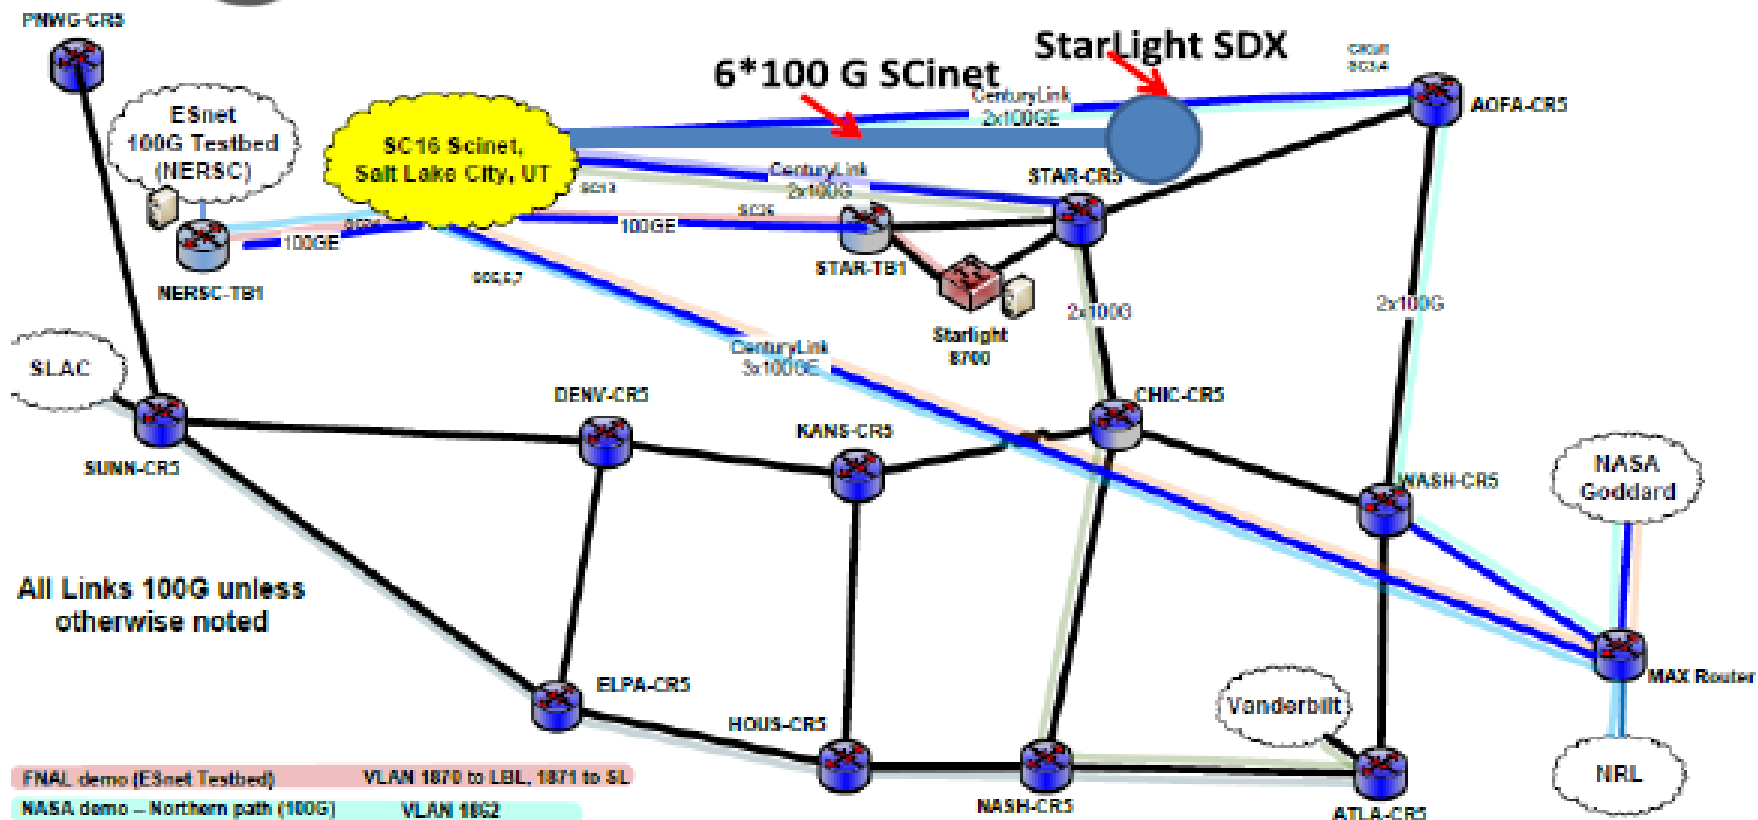 PNWG-CR5
StarLight SDX
6*100 G SCinet
CenturyLink
2x100GE
AOFA-CR5
ESnet
100G Testbed
(NERSC)
SC16 Scinet,
Salt Lake City, UT
CenturyLink
2x100G
STAR-CR5
100GE
100GE
STAR-TB1
NERSC-TB1
Starlight
8700
2x100G
2x100G
CenturyLink
3x100GE
SLAC
DENV-CR5
CHIC-CR5
KANS-CR5
SUNN-CR5
WASH-CR5
NASA
Goddard
All Links 100G unless
otherwise noted
ELPA-CR5
MAX Router
Vanderbilt
HOUS-CR5
NRL
FNAL demo (ESnet Testbed) VLAN 1870 to LBL, 1871 to SL
NASH-CR5
NASA demo – Northern path (100G) VLAN 1862
ATLA-CR5